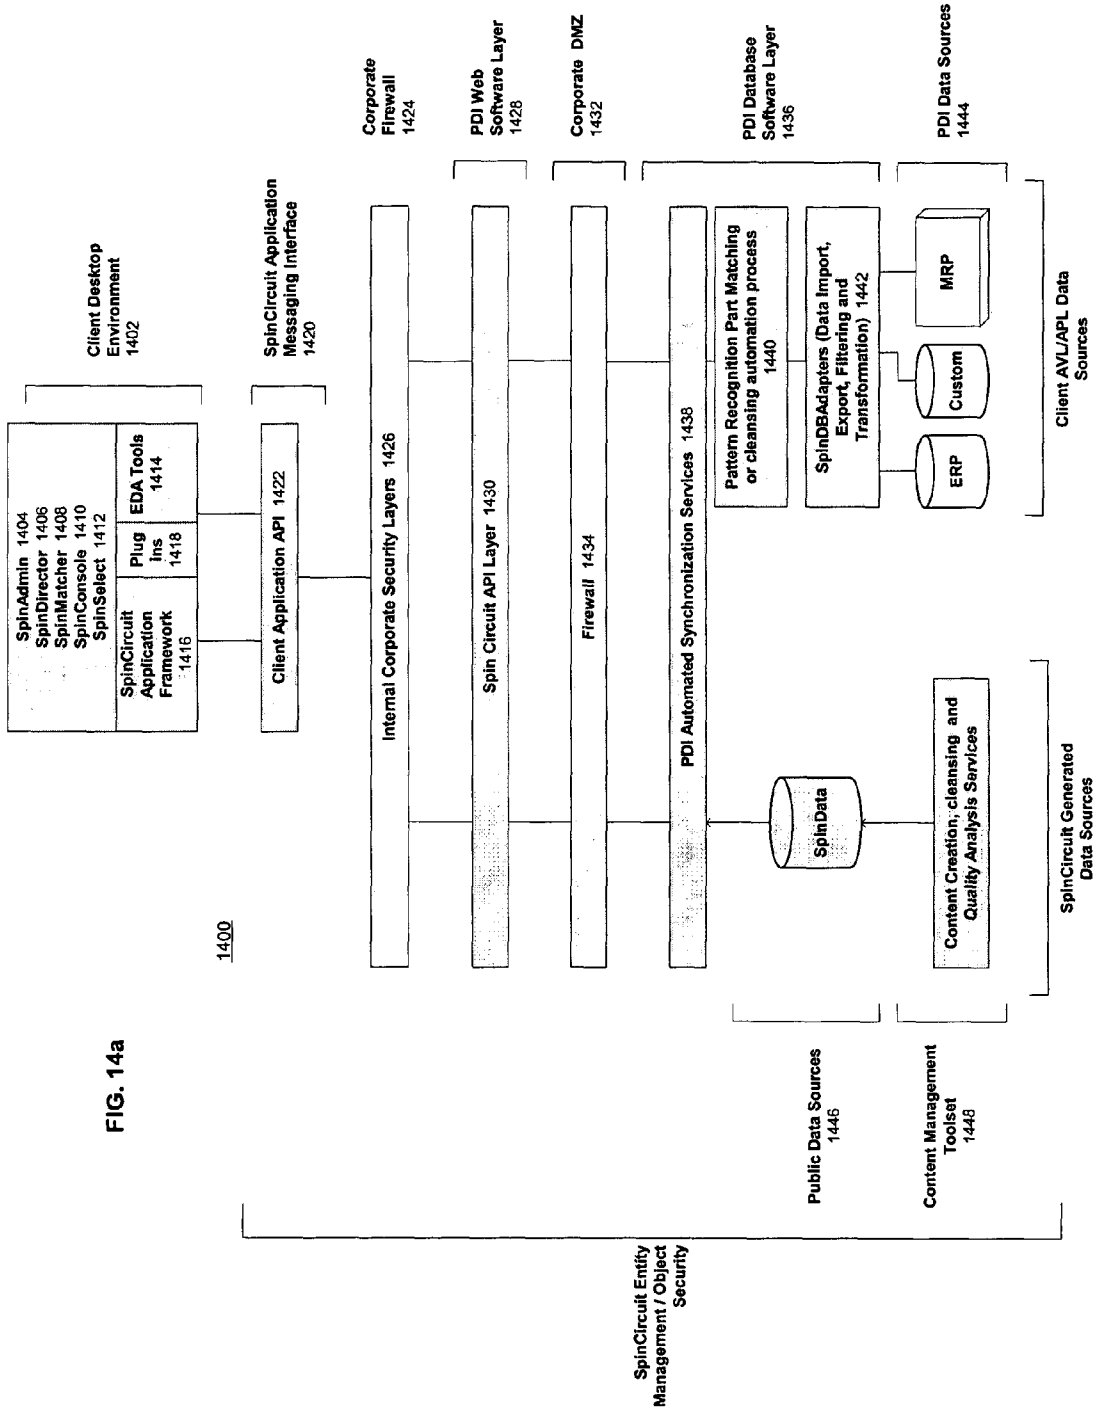 FIG. 14a
1400
SpinAdmin 1404
SpinDirector 1406
SpinMatcher 1408
SpinConsole 1410
SpinSelect 1412
SpinCircuit
Application
Framework
1416
Plug
Ins
1418
EDA Tools
1414
Client Desktop
Environment
1402
Client Application API 1422
SpinCircuit Application
Messaging Interface
1420
Internal Corporate Security Layers 1426
Corporate
Firewall
1424
Spin Circuit API Layer 1430
PDI Web
Software Layer
1428
Firewall 1434
Corporate DMZ
1432
PDI Automated Synchronization Services 1438
Pattern Recognition Part Matching
or cleansing automation process
1440
SpinDBAdapters (Data Import,
Export, Filtering and
Transformation) 1442
PDI Database
Software Layer
1436
SpinData
Public Data Sources
1446
ERP
Custom
MRP
PDI Data Sources
1444
Content Creation, cleansing and
Quality Analysis Services
Content Management
Toolset
1448
SpinCircuit Generated
Data Sources
Client AVL/APL Data
Sources
SpinCircuit Entity
Management / Object
Security